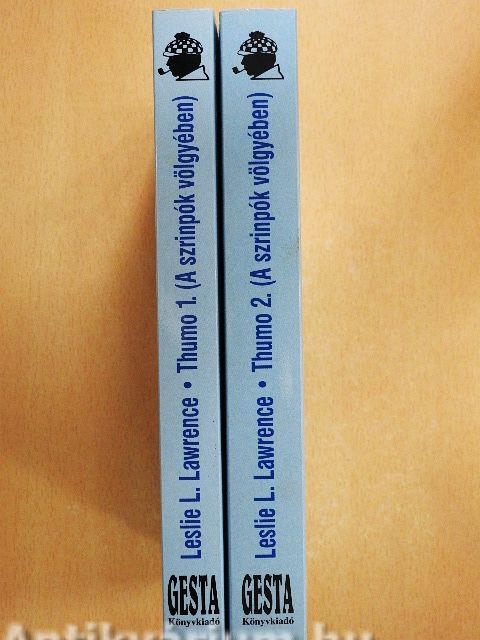 Leslie L. Lawrence • Thumo 1. (A szrinpók völgyében)
GESTA
Könyvkiadó
Leslie L. Lawrence • Thumo 2. (A szrinpók völgyében)
GESTA
Könyvkiadó